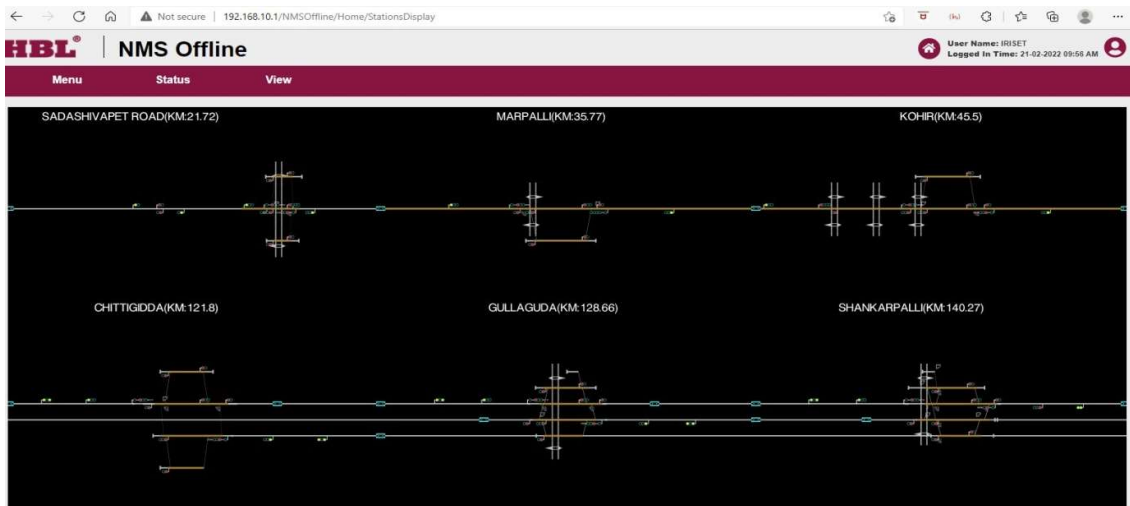 Not secure | 192.168.10.1/NMSOffline/Home/StationsDisplay
HBL® | NMS Offline
User Name: IRISET
Logged In Time: 21-02-2022 09:56 AM
Menu Status View
SADASHIVAPET ROAD(KM:21.72) MARPALLI(KM:35.77) KOHIR(KM:45.5)
CHITTIGIDDA(KM:121.8) GULLAGUDA(KM:128.66) SHANKARPALLI(KM:140.27)